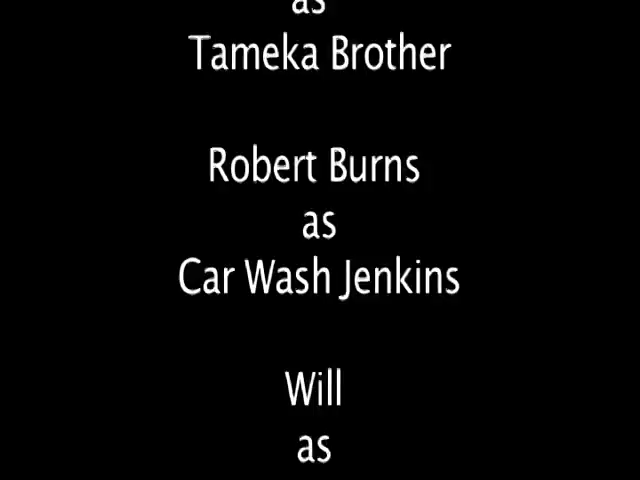 as
Tameka Brother
Robert Burns
as
Car Wash Jenkins
Will
as